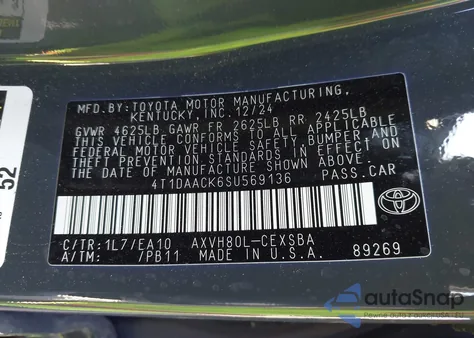 MFD.BY:TOYOTA MOTOR MANUFACTURING,
KENTUCKY, INC. 12/24
GVWR 4625LB GAWR FR 2625LB RR 2425LB
THIS VEHICLE CONFORMS TO ALL APPLICABLE
FEDERAL MOTOR VEHICLE SAFETY, BUMPER AND
THEFT PREVENTION STANDARDS IN EFFECT ON
THE DATE OF MANUFACTURE SHOWN ABOVE.
4T1DAACK6SU569136 PASS.CAR
C/TR:1L7/EA10 AXVH80L-CEXSBA
A/TM: /PB11 MADE IN U.S.A. 89269
TOYOTA
52
autoSnap